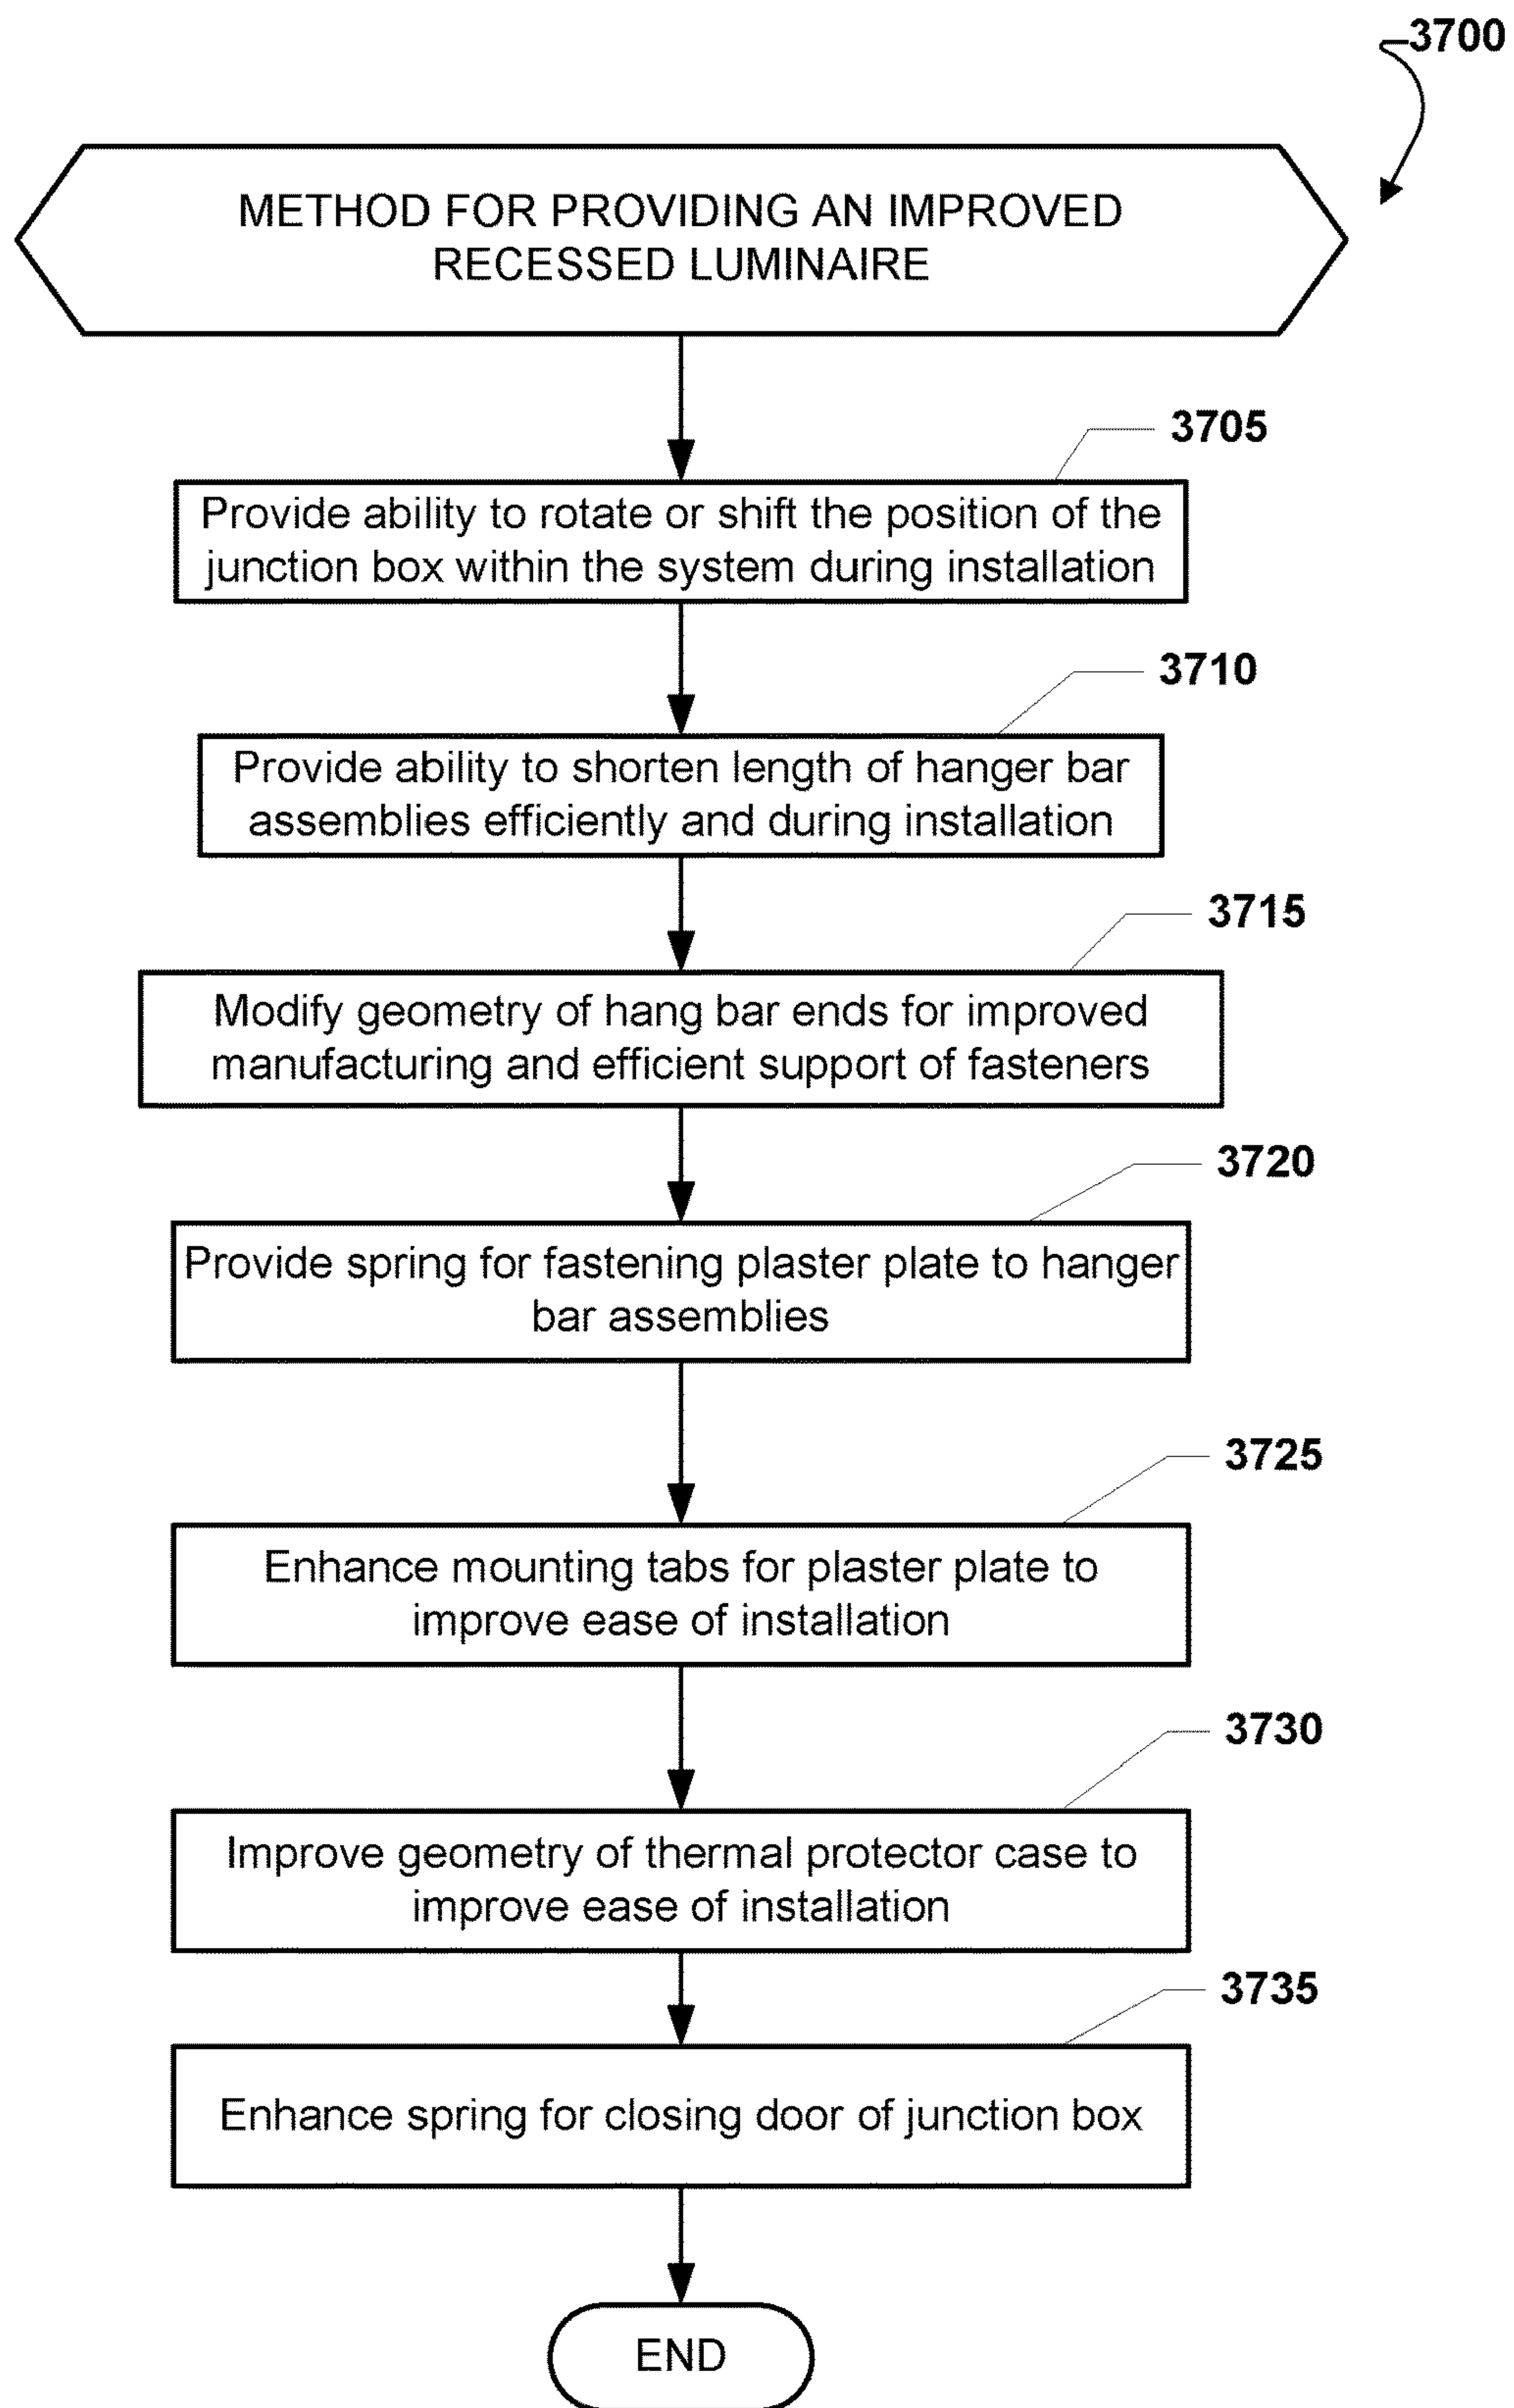 3700
METHOD FOR PROVIDING AN IMPROVED
RECESSED LUMINAIRE
3705
Provide ability to rotate or shift the position of the
junction box within the system during installation
3710
Provide ability to shorten length of hanger bar
assemblies efficiently and during installation
3715
Modify geometry of hang bar ends for improved
manufacturing and efficient support of fasteners
3720
Provide spring for fastening plaster plate to hanger
bar assemblies
3725
Enhance mounting tabs for plaster plate to
improve ease of installation
3730
Improve geometry of thermal protector case to
improve ease of installation
3735
Enhance spring for closing door of junction box
END